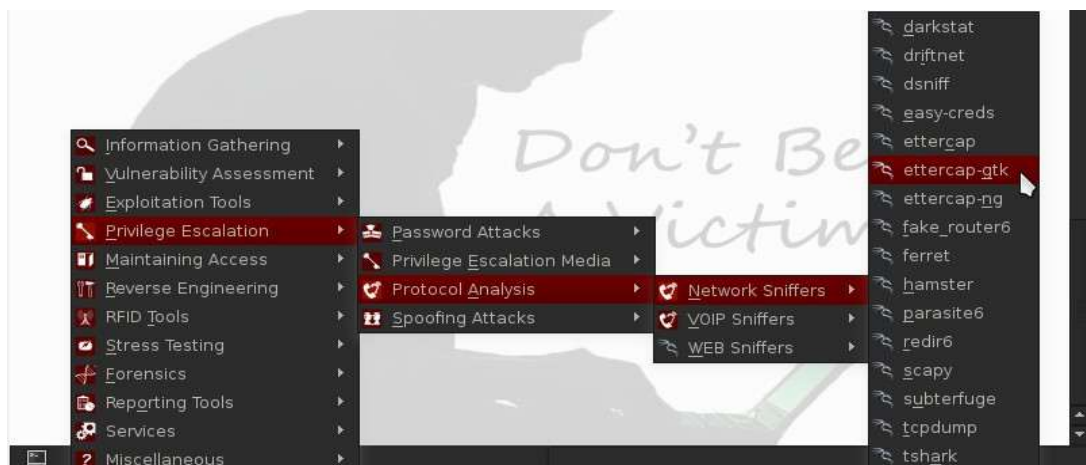 Don't Be
A Victim
Information Gathering
Vulnerability Assessment
Exploitation Tools
Privilege Escalation
Maintaining Access
Reverse Engineering
RFID Tools
Stress Testing
Forensics
Reporting Tools
Services
Miscellaneous
Password Attacks
Privilege Escalation Media
Protocol Analysis
Spoofing Attacks
Network Sniffers
VOIP Sniffers
WEB Sniffers
darkstat
driftnet
dsniff
easy-creds
ettercap
ettercap-gtk
ettercap-ng
fake_router6
ferret
hamster
parasite6
redir6
scapy
subterfuge
tcpdump
tshark